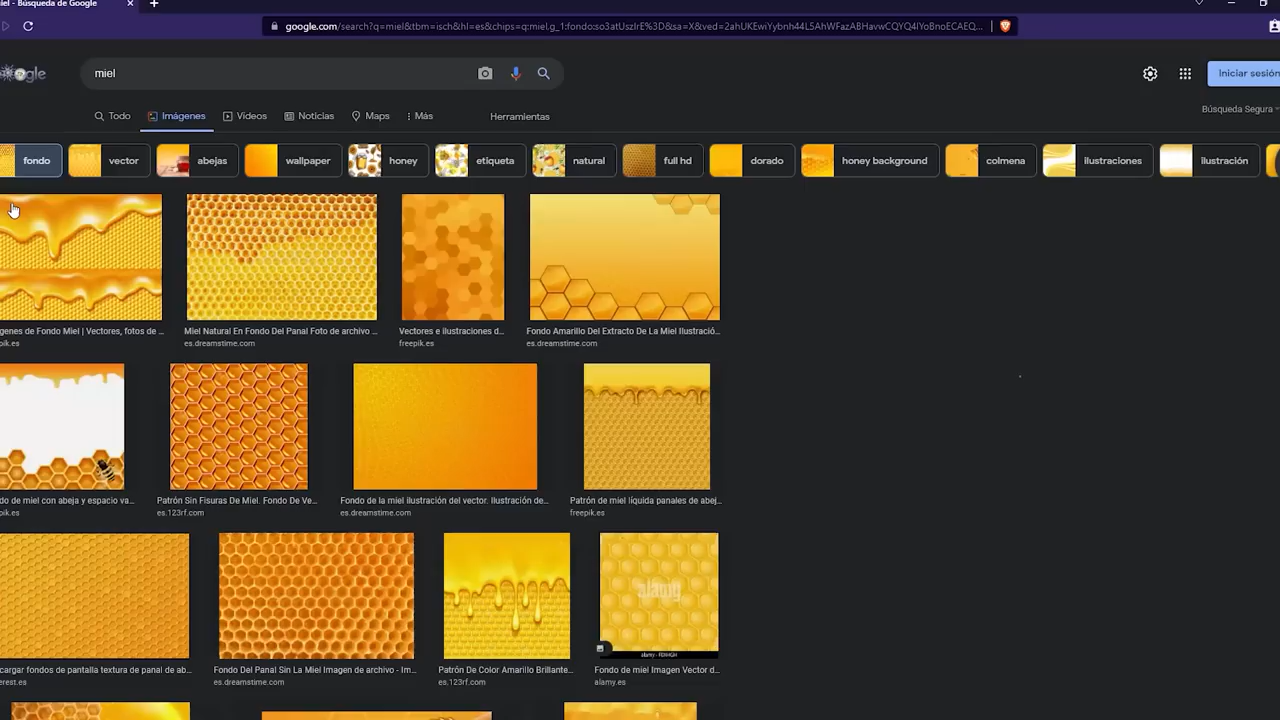 iel - Búsqueda de Google
google.com/search?q=miel&tbm=isch&hl=es&chips=q:miel,g_1:fondo:so3atUszIrE%3D&sa=X&ved=2ahUKEwiYybnh44L5AhWFazABHavwCQYQ4lYoBnoECAEQ...
miel
Iniciar sesión
Todo Imágenes Vídeos Noticias Maps Más Herramientas
Búsqueda Segura
fondo vector abejas wallpaper honey etiqueta natural full hd dorado honey background colmena ilustraciones ilustración
genes de Fondo Miel | Vectores, fotos de ...
pik.es
Miel Natural En Fondo Del Panal Foto de archivo ...
es.dreamstime.com
Vectores e ilustraciones d...
freepik.es
Fondo Amarillo Del Extracto De La Miel Ilustració...
es.dreamstime.com
do de miel con abeja y espacio va...
pik.es
Patrón Sin Fisuras De Miel. Fondo De Ve...
es.123rf.com
Fondo de la miel ilustración del vector. Ilustración de...
es.dreamstime.com
Patrón de miel líquida panales de abej...
freepik.es
alamy
cargar fondos de pantalla textura de panal de ab...
erest.es
Fondo Del Panal Sin La Miel Imagen de archivo - Im...
es.dreamstime.com
Patrón De Color Amarillo Brillante...
es.123rf.com
Fondo de miel Imagen Vector d...
alamy.es